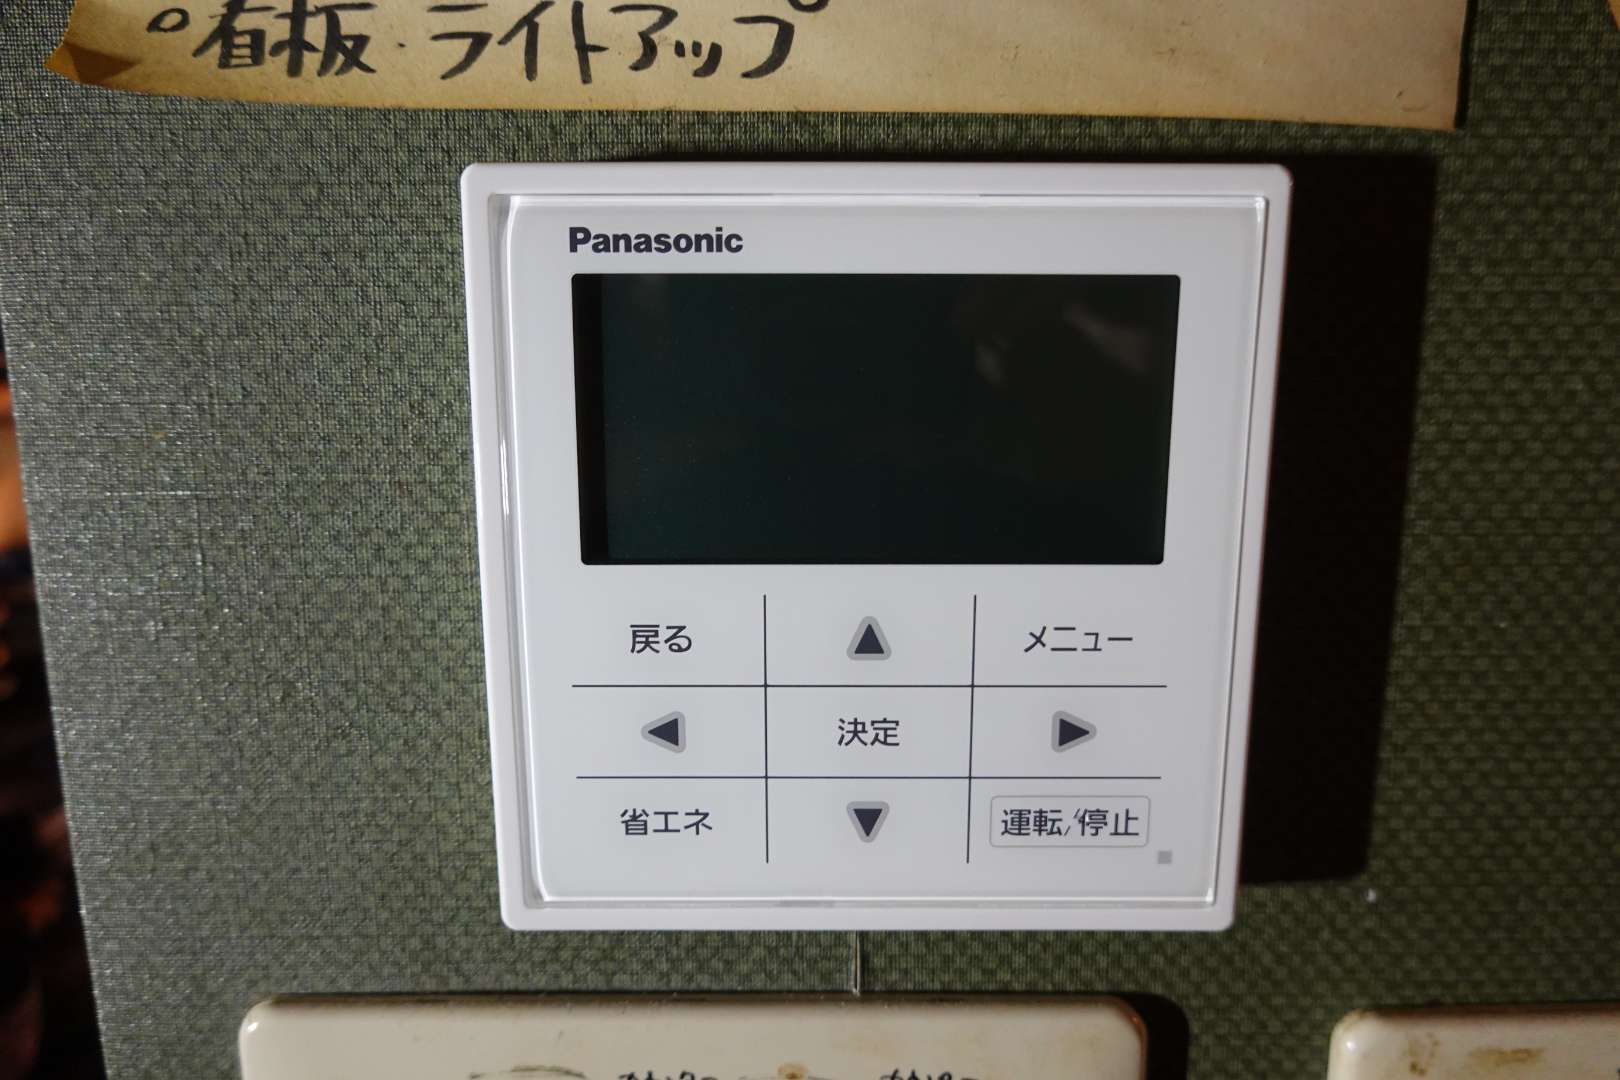 。看板・ライトアップ
Panasonic
戻る
メニュー
決定
省エネ
運転/停止